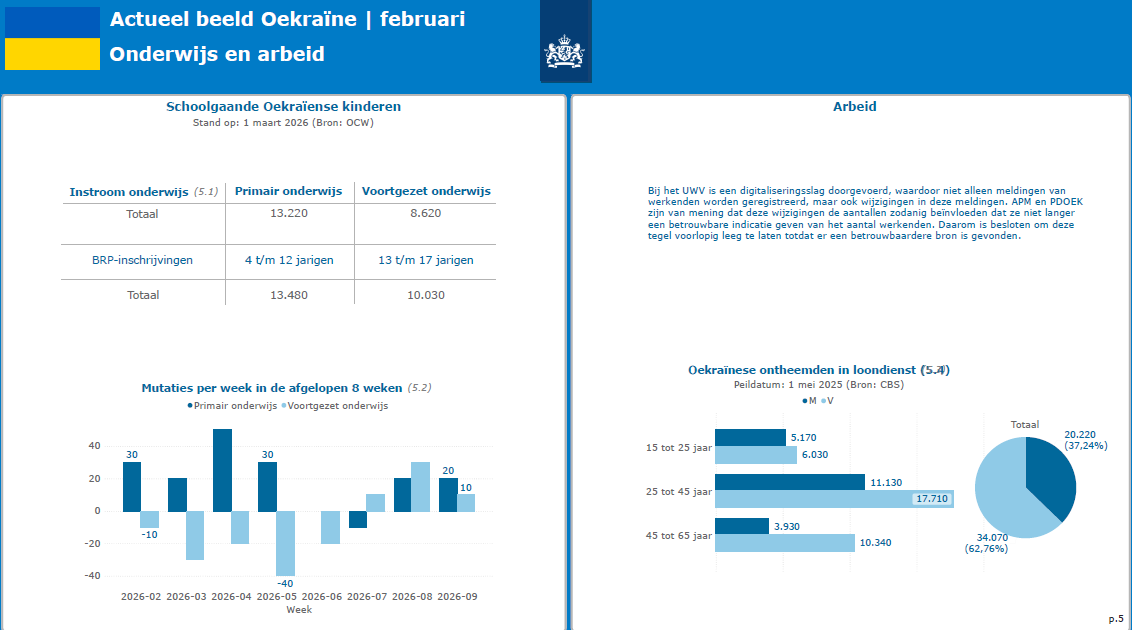 Actueel beeld Oekraïne | februari
Onderwijs en arbeid
Schoolgaande Oekraïense kinderen
Stand op: 1 maart 2026 (Bron: OCW)
Instroom onderwijs (5.1) Primair onderwijs Voortgezet onderwijs
Totaal 13.220 8.620
BRP-inschrijvingen 4 t/m 12 jarigen 13 t/m 17 jarigen
Totaal 13.480 10.030
Mutaties per week in de afgelopen 8 weken (5.2)
Primair onderwijs Voortgezet onderwijs
40
20
0
-20
-40
30
-10
30
-40
20
10
2026-02 2026-03 2026-04 2026-05 2026-06 2026-07 2026-08 2026-09
Week
Arbeid
Bij het UWV is een digitaliseringsslag doorgevoerd, waardoor niet alleen meldingen van
werkenden worden geregistreerd, maar ook wijzigingen in deze meldingen. APM en PDOEK
zijn van mening dat deze wijzigingen de aantallen zodanig beïnvloeden dat ze niet langer
een betrouwbare indicatie geven van het aantal werkenden. Daarom is besloten om deze
tegel voorlopig leeg te laten totdat er een betrouwbaardere bron is gevonden.
Oekraïnese ontheemden in loondienst
Peildatum: 1 mei 2025 (Bron: CBS)
M V
15 tot 25 jaar 5.170
6.030
25 tot 45 jaar 11.130
17.710
45 tot 65 jaar 3.930
10.340
Totaal
20.220
(37,24%)
34.070
(62,76%)
p.5